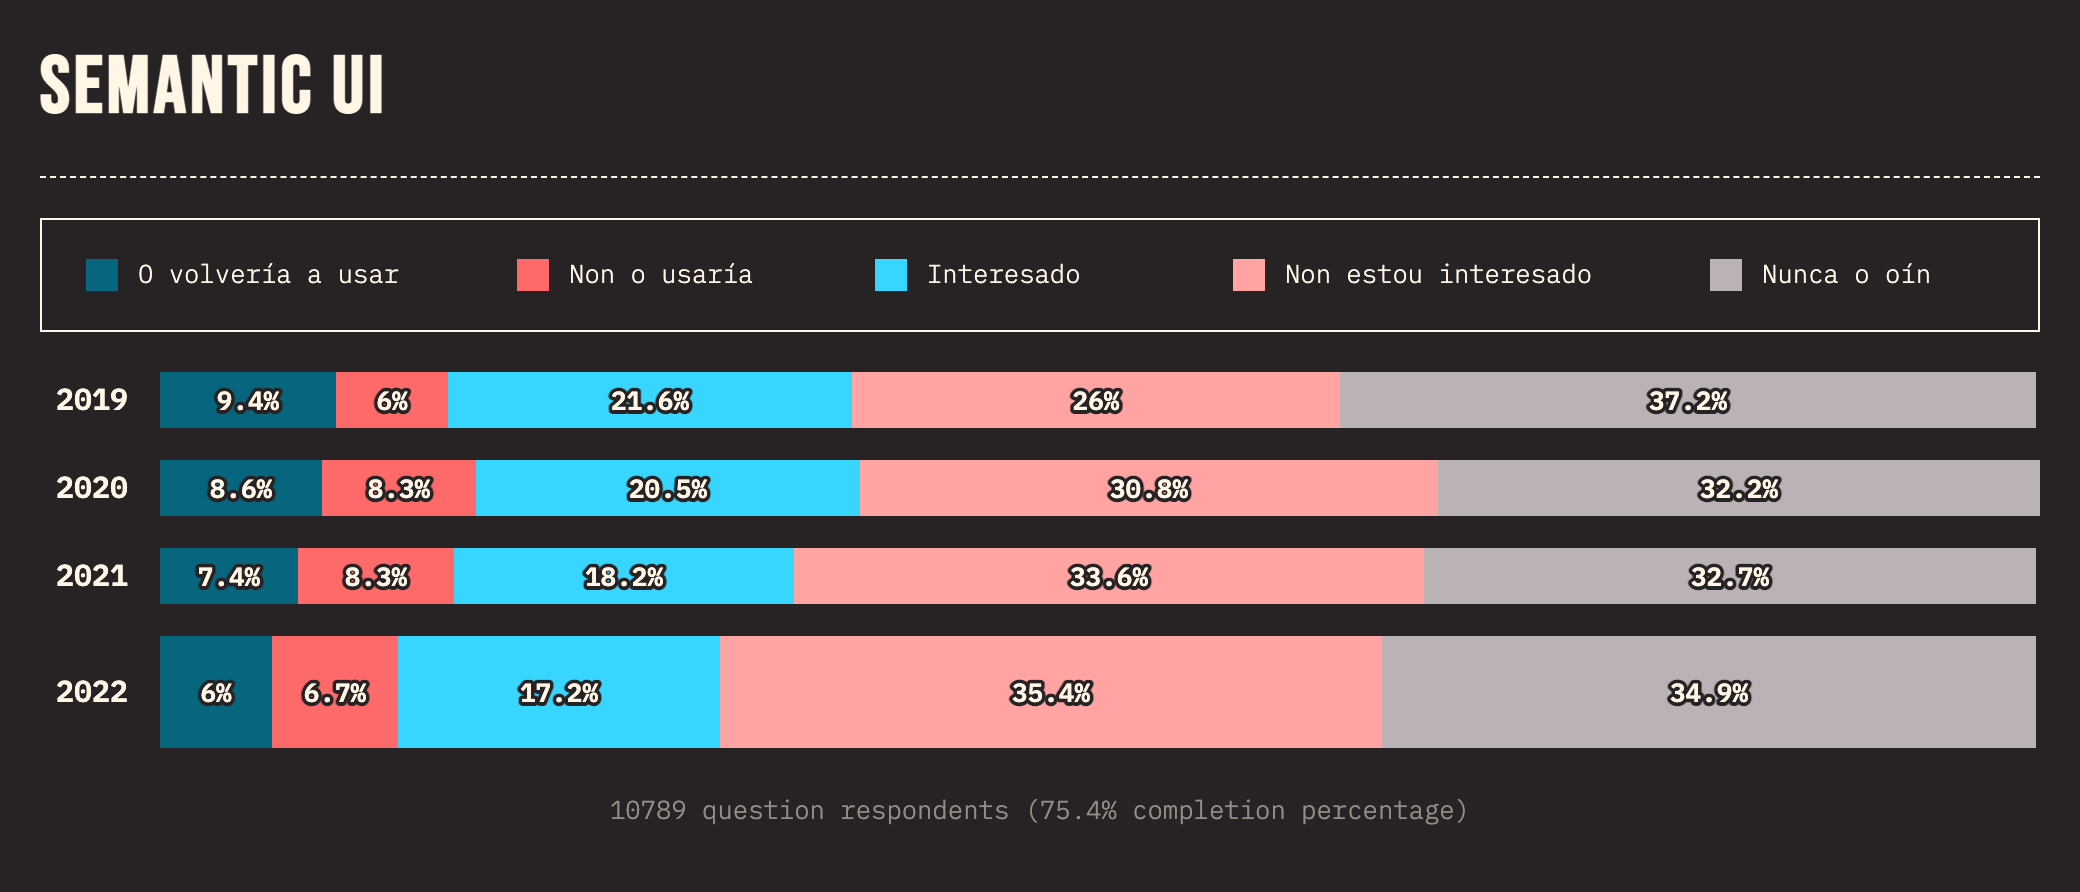 SEMANTIC UI
O volvería a usar Non o usaría Interesado Non estou interesado Nunca o oín
2019 9.4% 6% 21.6% 26% 37.2%
2020 8.6% 8.3% 20.5% 30.8% 32.2%
2021 7.4% 8.3% 18.2% 33.6% 32.7%
2022 6% 6.7% 17.2% 35.4% 34.9%
10789 question respondents (75.4% completion percentage)